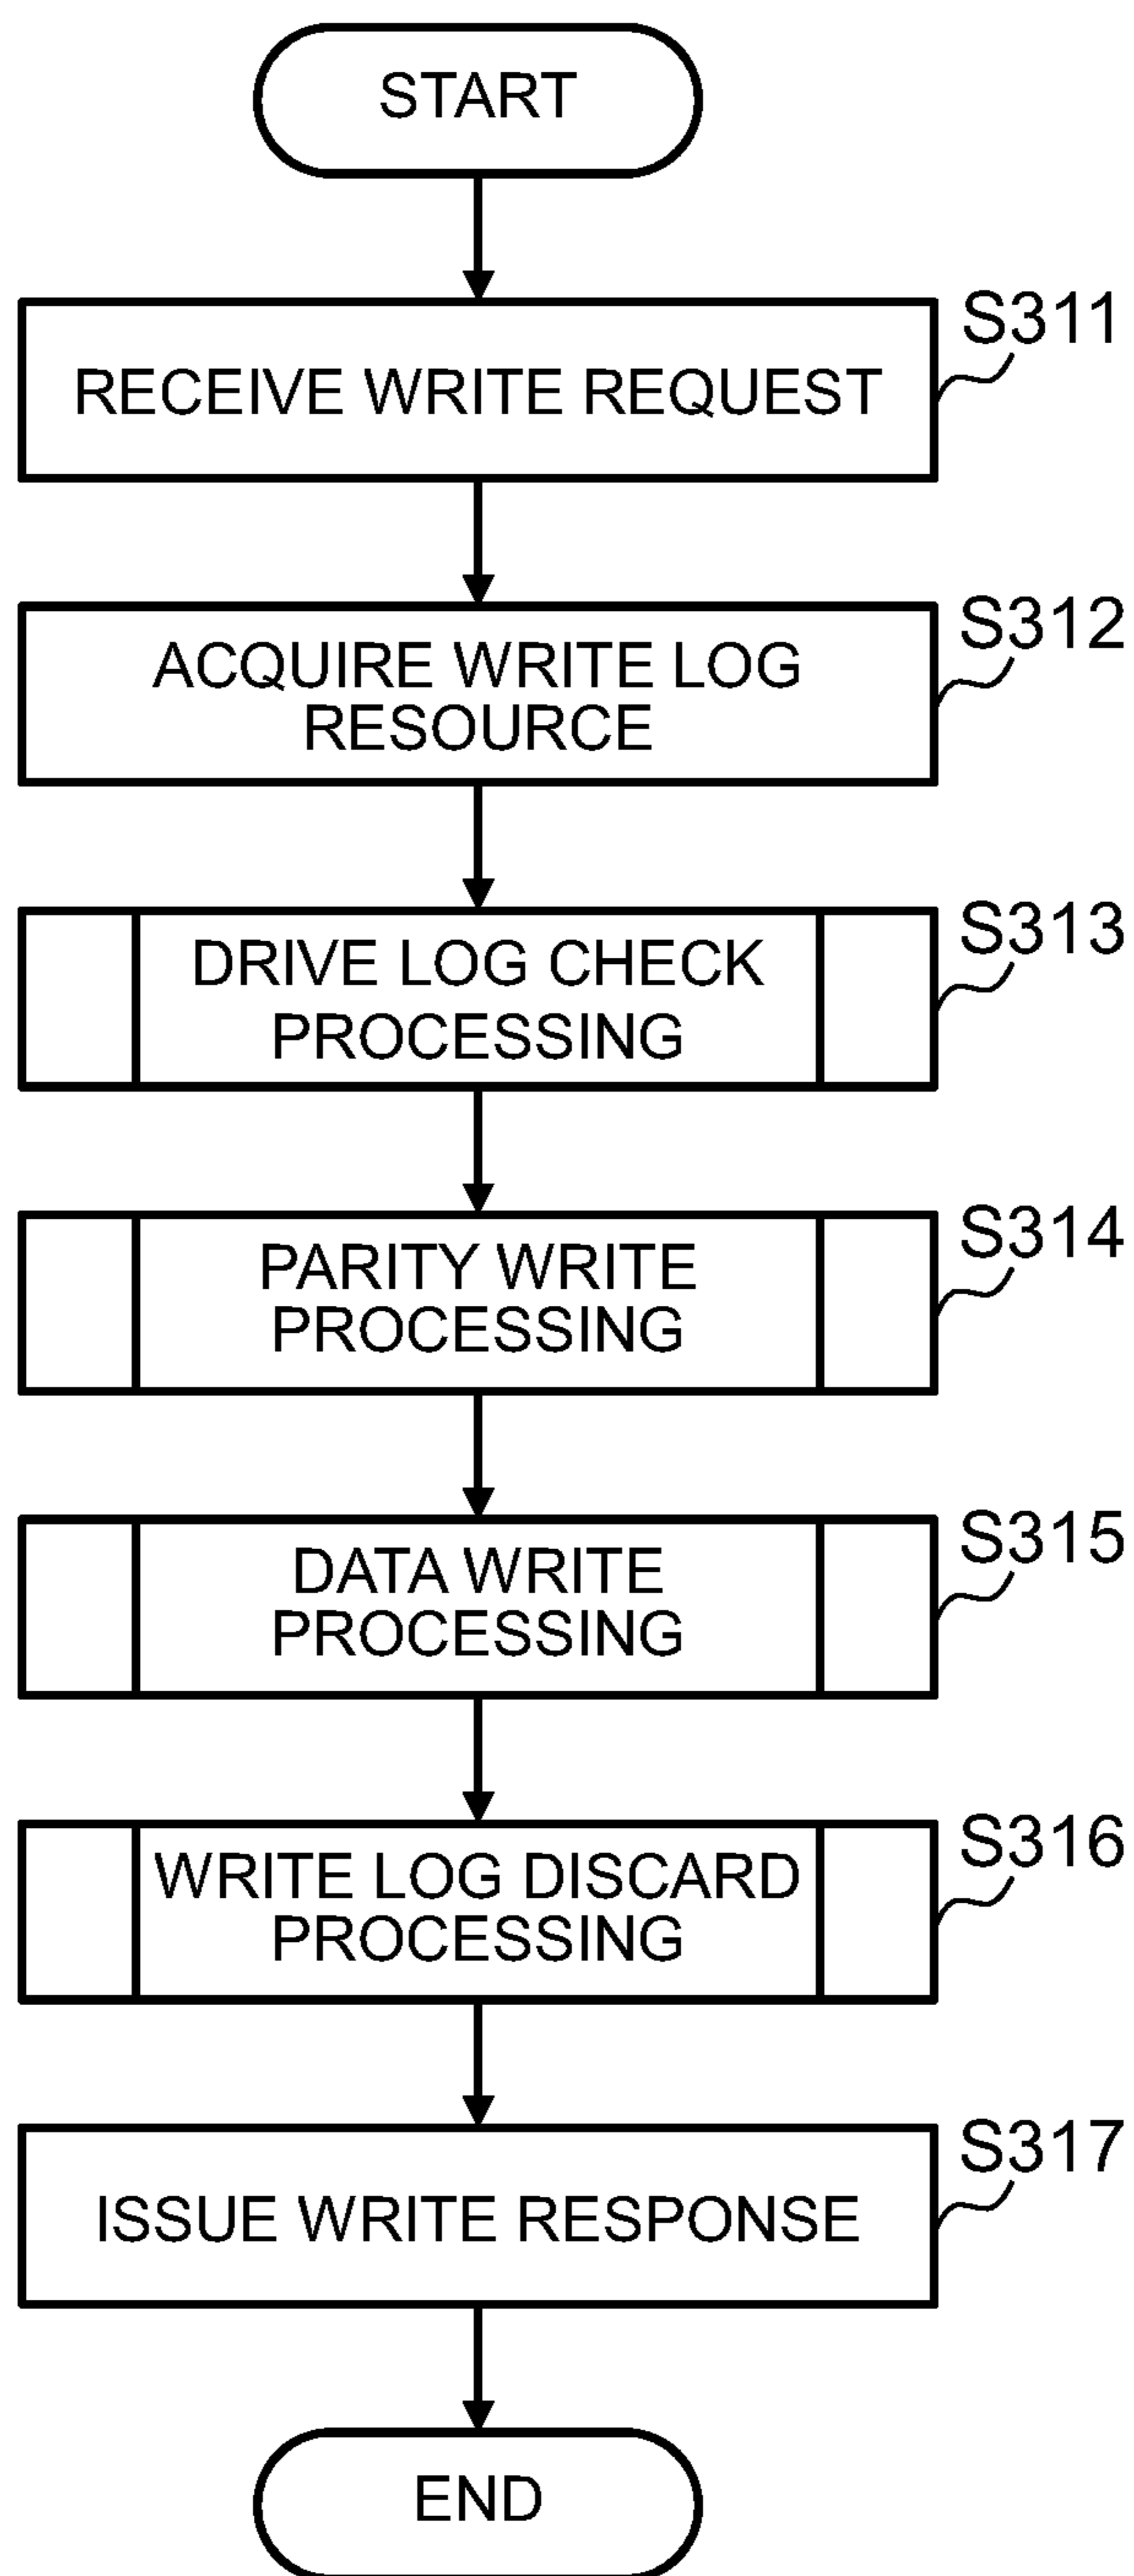 START
S311
RECEIVE WRITE REQUEST
S312
ACQUIRE WRITE LOG
RESOURCE
S313
DRIVE LOG CHECK
PROCESSING
S314
PARITY WRITE
PROCESSING
S315
DATA WRITE
PROCESSING
S316
WRITE LOG DISCARD
PROCESSING
S317
ISSUE WRITE RESPONSE
END